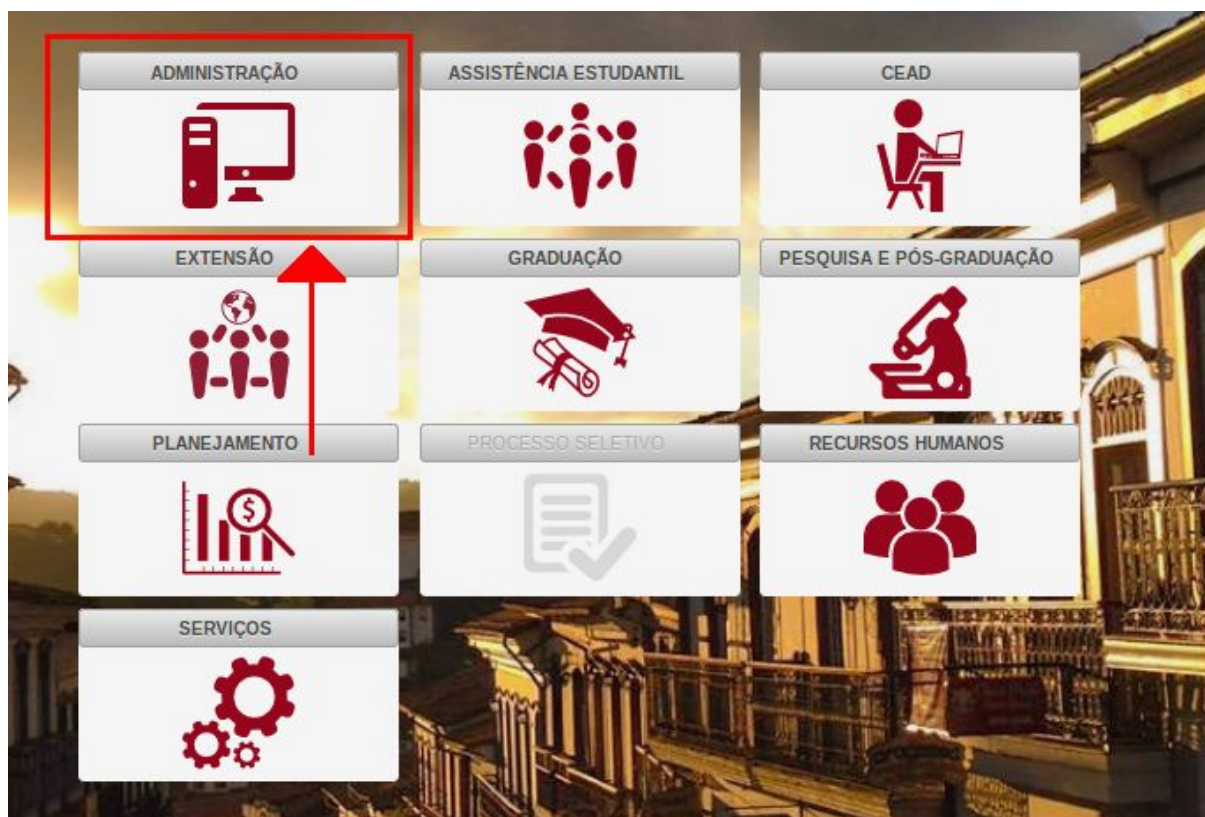 ADMINISTRAÇÃO
ASSISTÊNCIA ESTUDANTIL
CEAD
EXTENSÃO
GRADUAÇÃO
PESQUISA E PÓS-GRADUAÇÃO
PLANEJAMENTO
PROCESSO SELETIVO
RECURSOS HUMANOS
$
SERVIÇOS